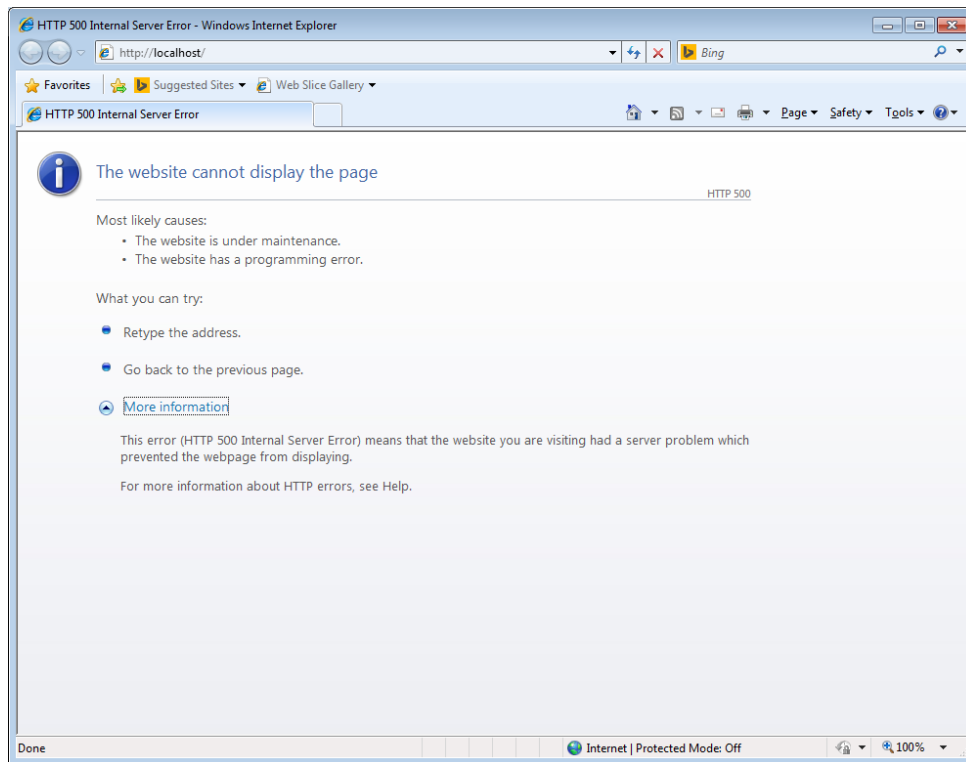 HTTP 500 Internal Server Error - Windows Internet Explorer
http://localhost/
Bing
Favorites
Suggested Sites
Web Slice Gallery
HTTP 500 Internal Server Error
Page
Safety
Tools
The website cannot display the page
HTTP 500
Most likely causes:
• The website is under maintenance.
• The website has a programming error.
What you can try:
Retype the address.
Go back to the previous page.
More information
This error (HTTP 500 Internal Server Error) means that the website you are visiting had a server problem which
prevented the webpage from displaying.
For more information about HTTP errors, see Help.
Done
Internet | Protected Mode: Off
100%